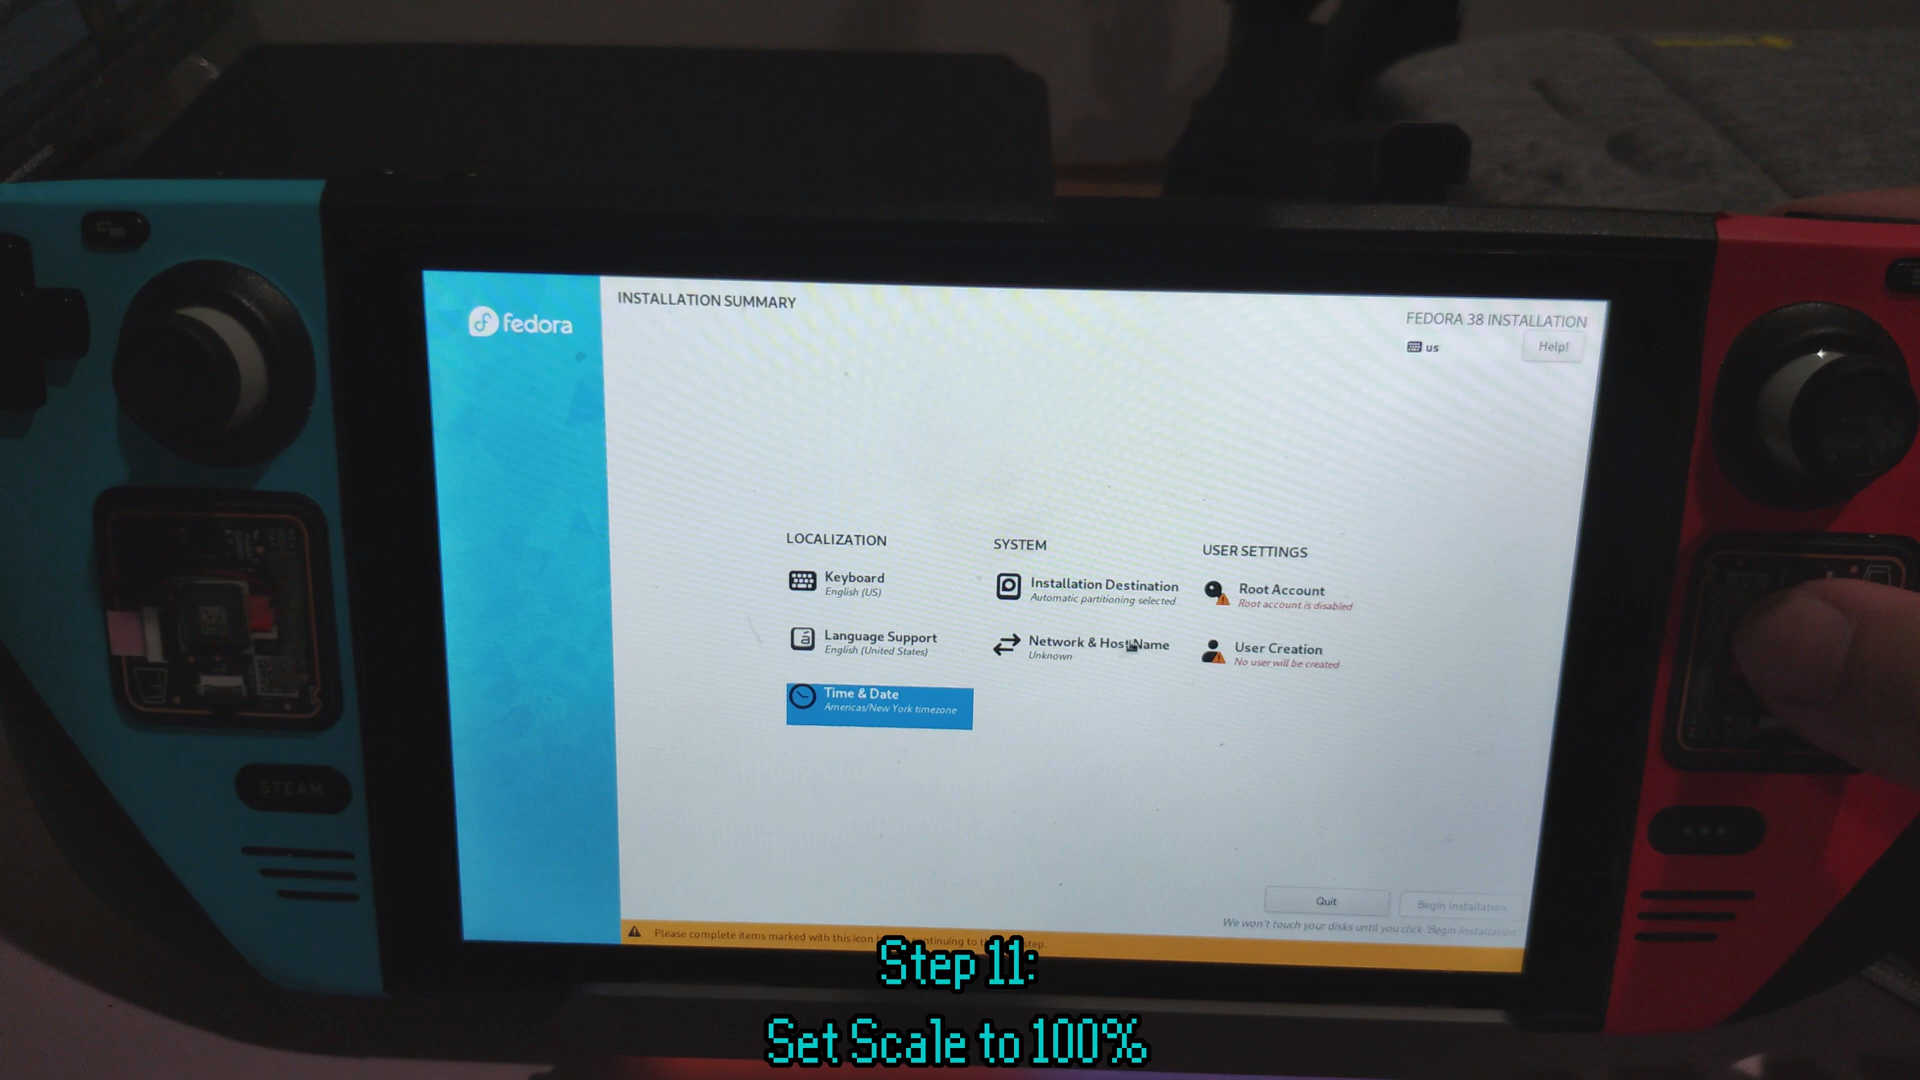 fedora
INSTALLATION SUMMARY
FEDORA 38 INSTALLATION
us
Help!
LOCALIZATION
Keyboard
English (US)
Language Support
English (United States)
Time & Date
Americas/New York timezone
SYSTEM
Installation Destination
Automatic partitioning selected
Network & Host Name
Unknown
USER SETTINGS
Root Account
Root account is disabled
User Creation
No user will be created
Quit
Begin Installation
We won't touch your disks until you click 'Begin Installation
Please complete items marked with this icon continuing to step.
STEAM
Step 11:
Set Scale to 100%